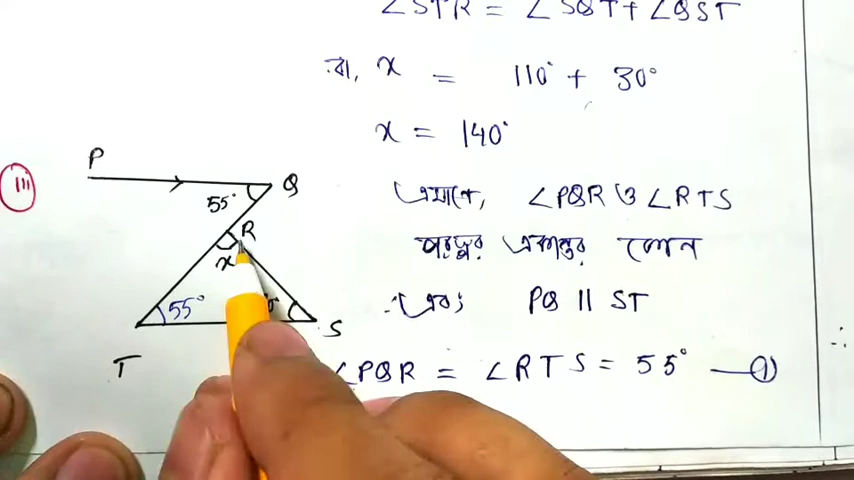 ∠STR = ∠SQT + ∠QST
বা, x = 110° + 30°
x = 140°
iii
P
Q
55°
R
x
55°
S
T
এখানে, ∠PQR ও ∠RTS
পরস্পর একান্তর কোন
এবং PQ || ST
∠PQR = ∠RTS = 55° —①
∴